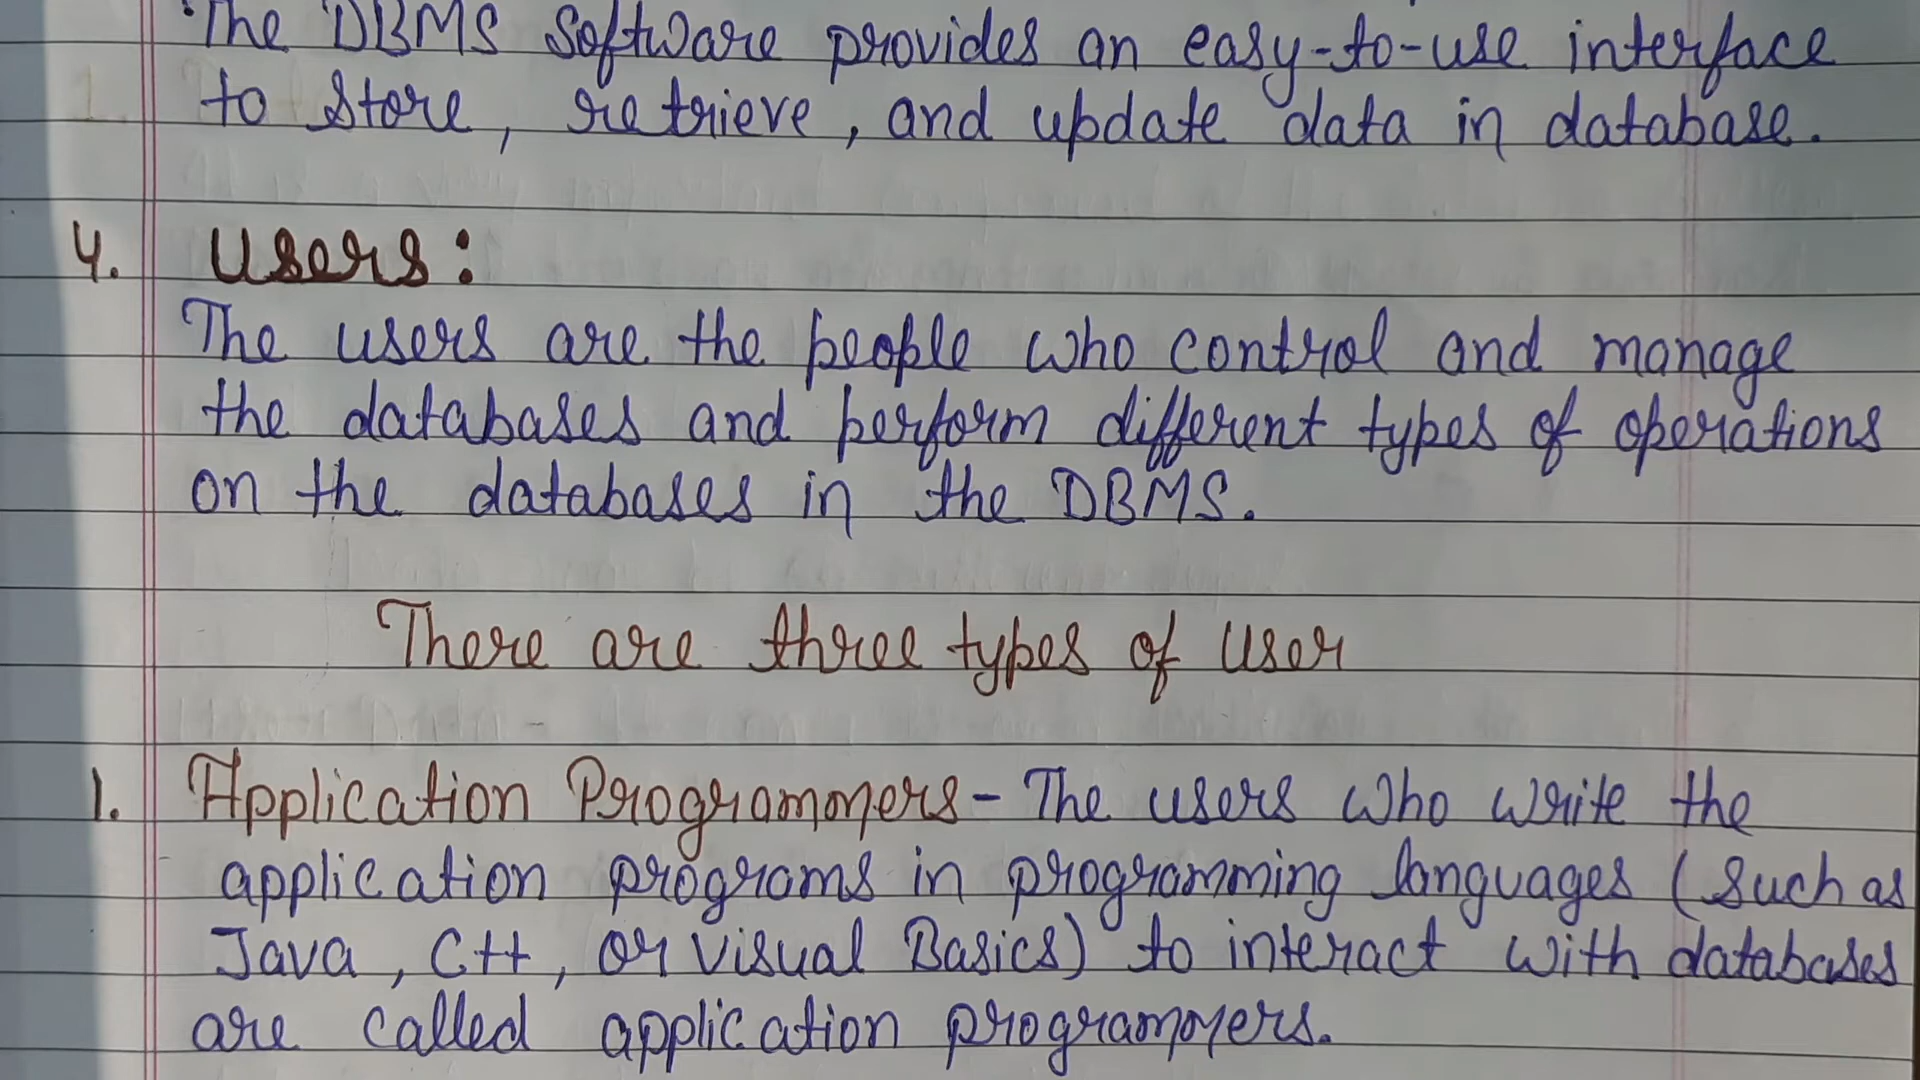 The DBMS Software provides an easy-to-use interface
to store, retrieve, and update data in database.
4. Users:
The users are the people who control and manage
the databases and perform different types of operations
on the databases in the DBMS.
There are three types of user
1. Application Programmers - The users who write the
application programs in programming languages (such as
Java, C++, or Visual Basics) to interact with databases
are called application programmers.